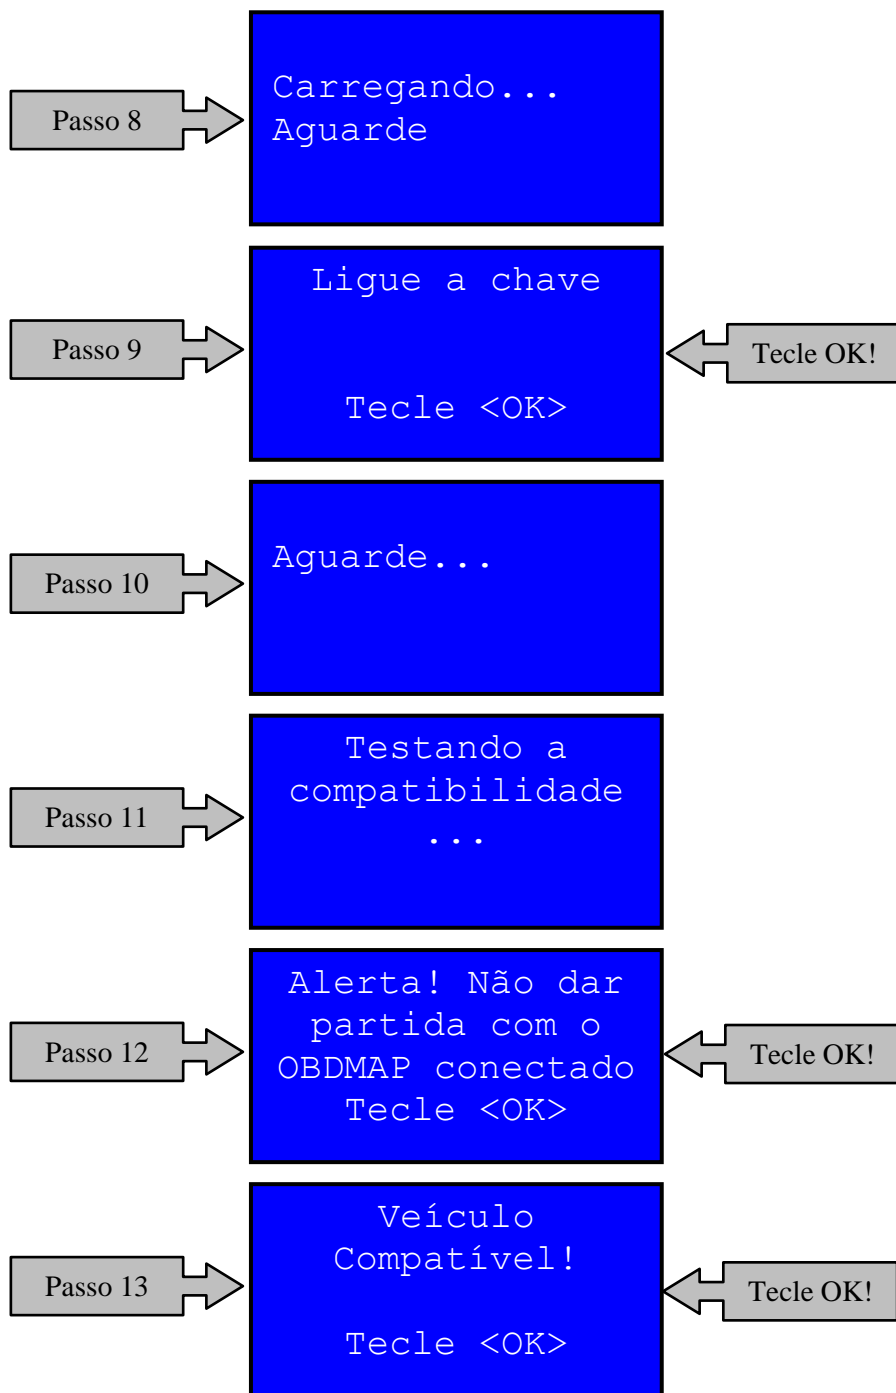 Passo 8
Carregando...
Aguarde
Passo 9
Ligue a chave
Tecle <OK>
Tecle OK!
Passo 10
Aguarde...
Passo 11
Testando a
compatibilidade
...
Passo 12
Alerta! Não dar
partida com o
OBDMAP conectado
Tecle <OK>
Tecle OK!
Passo 13
Veículo
Compatível!
Tecle <OK>
Tecle OK!